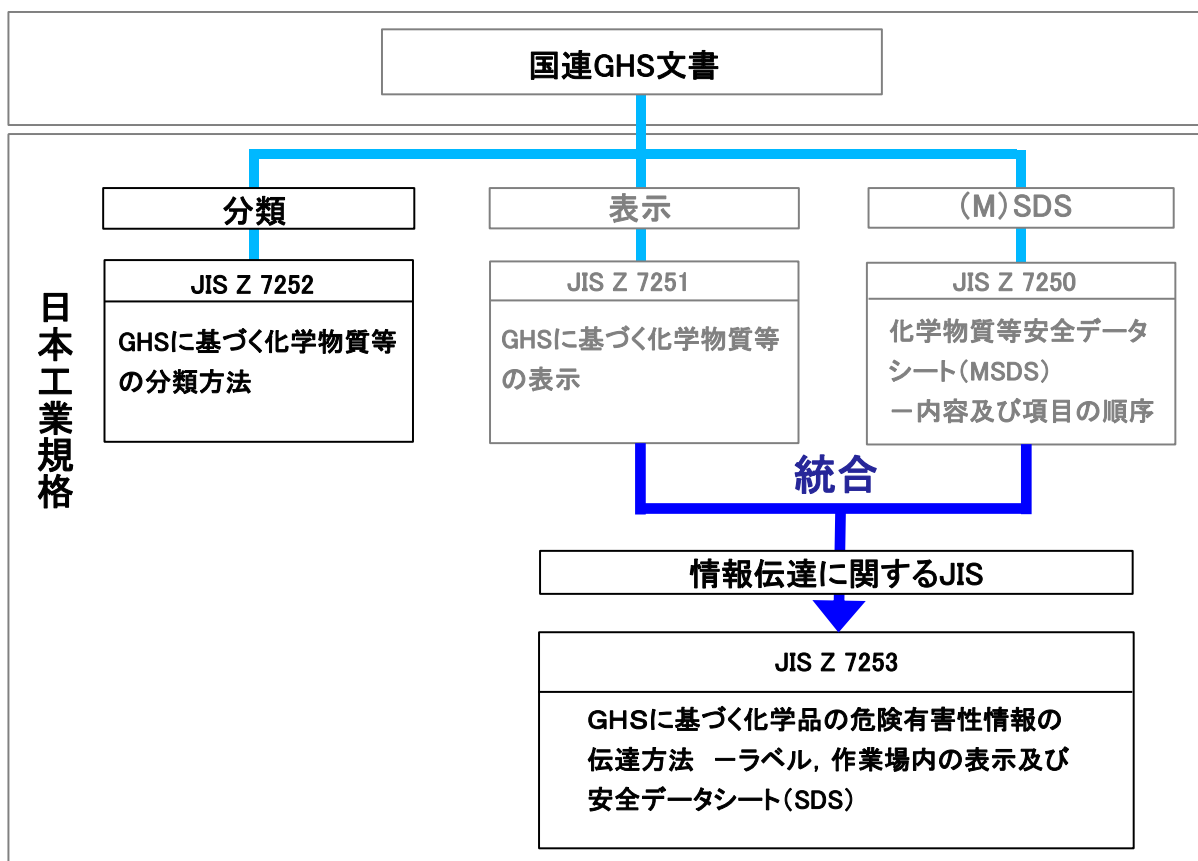 国連GHS文書
分類
表示
(M)SDS
JIS Z 7252
GHSに基づく化学物質等
の分類方法
JIS Z 7251
GHSに基づく化学物質等
の表示
JIS Z 7250
化学物質等安全データ
シート(MSDS)
－内容及び項目の順序
日本工業規格
統合
情報伝達に関するJIS
JIS Z 7253
GHSに基づく化学品の危険有害性情報の
伝達方法 －ラベル，作業場内の表示及び
安全データシート(SDS)